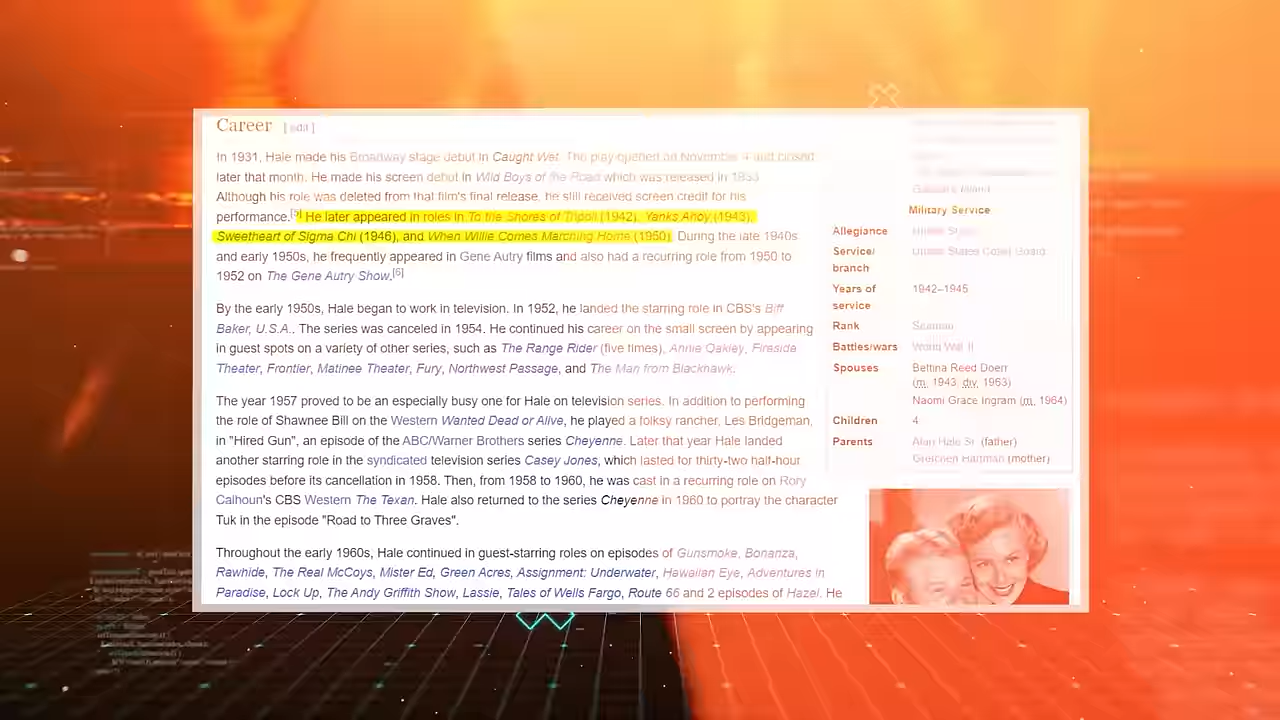 Career [ edit ]
In 1931, Hale made his Broadway stage debut in Caught Wet. The play opened on November 4 and closed
later that month. He made his screen debut in Wild Boys of the Road which was released in 1933.
Although his role was deleted from that film's final release, he still received screen credit for his
performance.[5] He later appeared in roles in To the Shores of Tripoli (1942), Yanks Ahoy (1943),
Sweetheart of Sigma Chi (1946), and When Willie Comes Marching Home (1950). During the late 1940s
and early 1950s, he frequently appeared in Gene Autry films and also had a recurring role from 1950 to
1952 on The Gene Autry Show.[6]
By the early 1950s, Hale began to work in television. In 1952, he landed the starring role in CBS's Biff
Baker, U.S.A.. The series was canceled in 1954. He continued his career on the small screen by appearing
in guest spots on a variety of other series, such as The Range Rider (five times), Annie Oakley, Fireside
Theater, Frontier, Matinee Theater, Fury, Northwest Passage, and The Man from Blackhawk.
The year 1957 proved to be an especially busy one for Hale on television series. In addition to performing
the role of Shawnee Bill on the Western Wanted Dead or Alive, he played a folksy rancher, Les Bridgeman,
in "Hired Gun", an episode of the ABC/Warner Brothers series Cheyenne. Later that year Hale landed
another starring role in the syndicated television series Casey Jones, which lasted for thirty-two half-hour
episodes before its cancellation in 1958. Then, from 1958 to 1960, he was cast in a recurring role on Rory
Calhoun's CBS Western The Texan. Hale also returned to the series Cheyenne in 1960 to portray the character
Tuk in the episode "Road to Three Graves".
Throughout the early 1960s, Hale continued in guest-starring roles on episodes of Gunsmoke, Bonanza,
Rawhide, The Real McCoys, Mister Ed, Green Acres, Assignment: Underwater, Hawaiian Eye, Adventures in
Paradise, Lock Up, The Andy Griffith Show, Lassie, Tales of Wells Fargo, Route 66 and 2 episodes of Hazel. He
Gilligan's Island
Military Service
Allegiance United States
Service/ branch United States Coast Guard
Years of service 1942–1945
Rank Seaman
Battles/wars World War II
Spouses Bettina Reed Doerr
(m. 1943; div. 1963)
Naomi Grace Ingram (m. 1964)
Children 4
Parents Alan Hale Sr. (father)
Gretchen Hartman (mother)